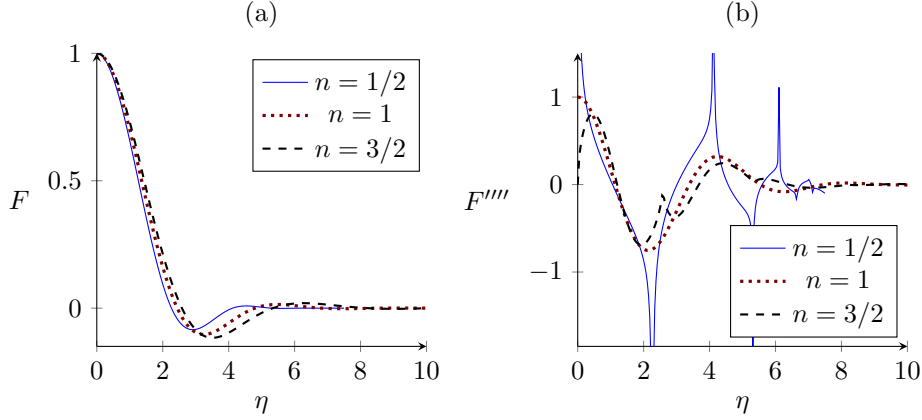 (a)
1
0.5
0
F
0 2 4 6 8 10
η
n = 1/2
n = 1
n = 3/2
(b)
1
0
−1
F''''
0 2 4 6 8 10
η
n = 1/2
n = 1
n = 3/2